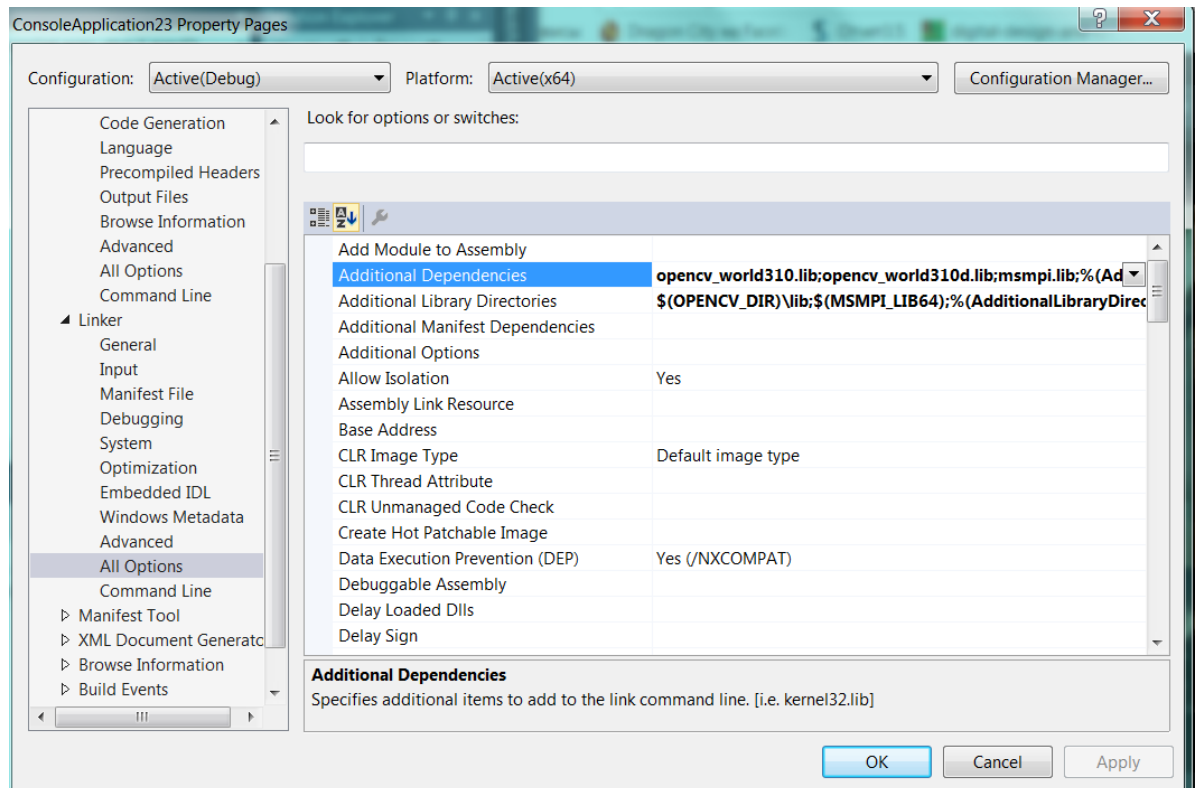 ConsoleApplication23 Property Pages
Configuration: Active(Debug) Platform: Active(x64) Configuration Manager...
Code Generation
Language
Precompiled Headers
Output Files
Browse Information
Advanced
All Options
Command Line
Linker
General
Input
Manifest File
Debugging
System
Optimization
Embedded IDL
Windows Metadata
Advanced
All Options
Command Line
Manifest Tool
XML Document Generatc
Browse Information
Build Events
Look for options or switches:
Add Module to Assembly
Additional Dependencies opencv_world310.lib;opencv_world310d.lib;msmpi.lib;%(Ad
Additional Library Directories $(OPENCV_DIR)\lib;$(MSMPI_LIB64);%(AdditionalLibraryDirec
Additional Manifest Dependencies
Additional Options
Allow Isolation Yes
Assembly Link Resource
Base Address
CLR Image Type Default image type
CLR Thread Attribute
CLR Unmanaged Code Check
Create Hot Patchable Image
Data Execution Prevention (DEP) Yes (/NXCOMPAT)
Debuggable Assembly
Delay Loaded Dlls
Delay Sign
Additional Dependencies
Specifies additional items to add to the link command line. [i.e. kernel32.lib]
OK Cancel Apply